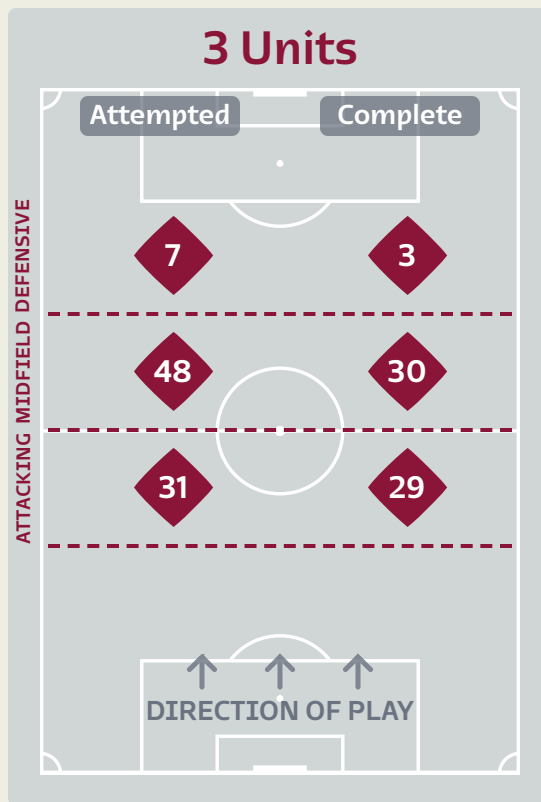 3 Units
Attempted Complete
ATTACKING MIDFIELD DEFENSIVE
7 3
48 30
31 29
DIRECTION OF PLAY